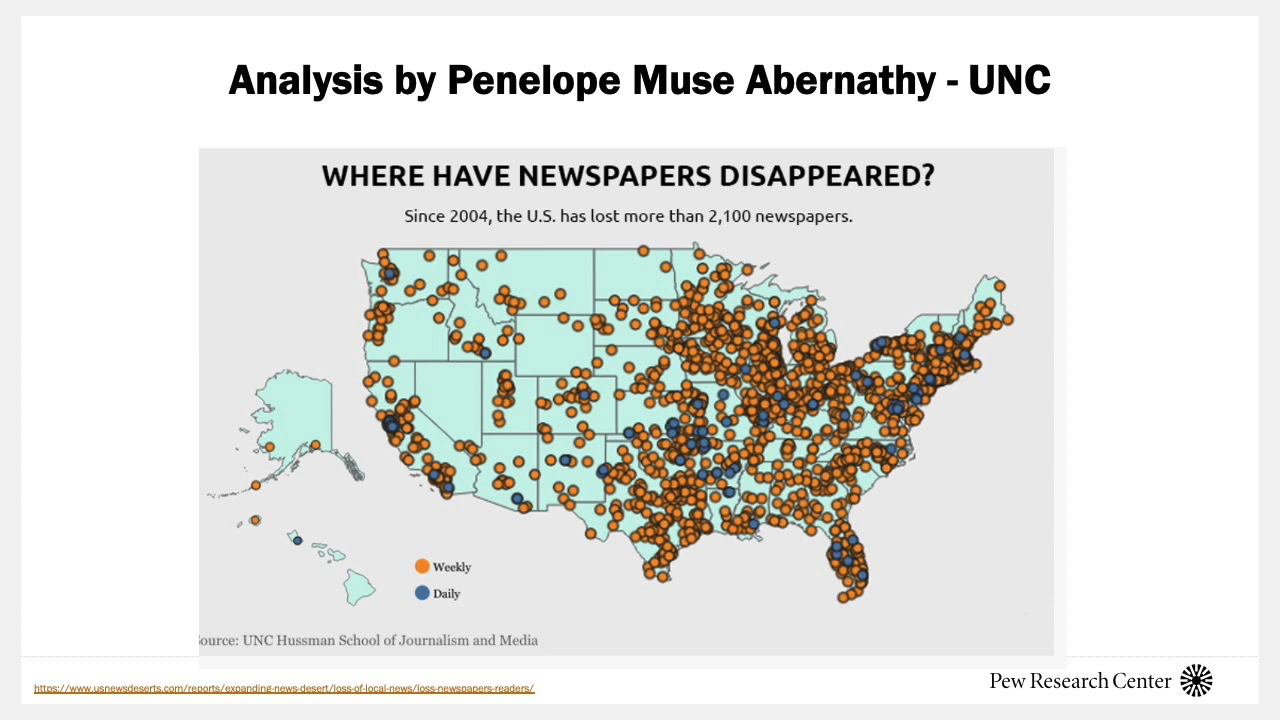 Analysis by Penelope Muse Abernathy - UNC
WHERE HAVE NEWSPAPERS DISAPPEARED?
Since 2004, the U.S. has lost more than 2,100 newspapers.
Weekly
Daily
ource: UNC Hussman School of Journalism and Media
https://www.usnewsdeserts.com/reports/expanding-news-desert/loss-of-local-news/loss-newspapers-readers/
Pew Research Center